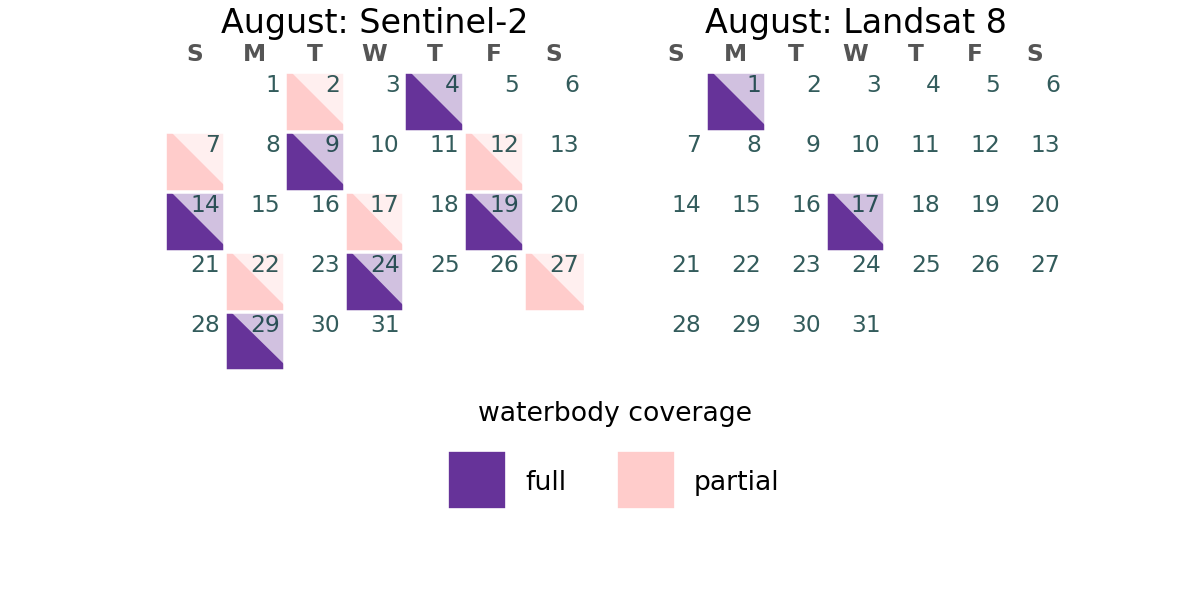 August: Sentinel-2
S M T W T F S
1 2 3 4 5 6
7 8 9 10 11 12 13
14 15 16 17 18 19 20
21 22 23 24 25 26 27
28 29 30 31
August: Landsat 8
S M T W T F S
1 2 3 4 5 6
7 8 9 10 11 12 13
14 15 16 17 18 19 20
21 22 23 24 25 26 27
28 29 30 31
waterbody coverage
full partial